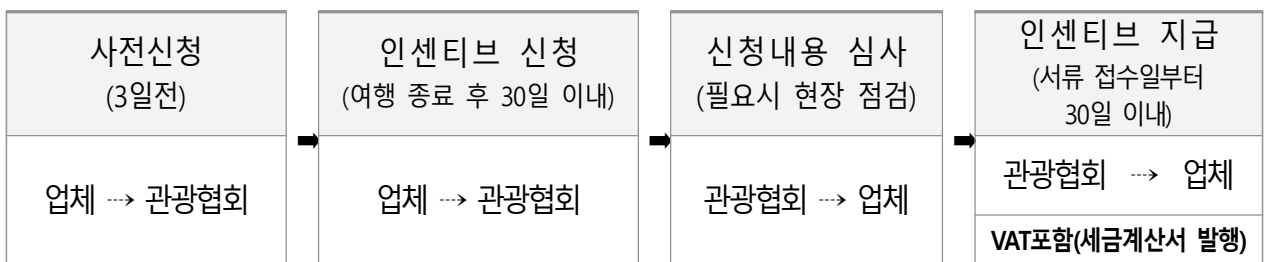 사전신청
(3일전)
업체 ⇢ 관광협회
➡
인센티브 신청
(여행 종료 후 30일 이내)
업체 ⇢ 관광협회
➡
신청내용 심사
(필요시 현장 점검)
관광협회 ⇢ 업체
➡
인센티브 지급
(서류 접수일부터
30일 이내)
관광협회 ⇢ 업체
VAT포함(세금계산서 발행)